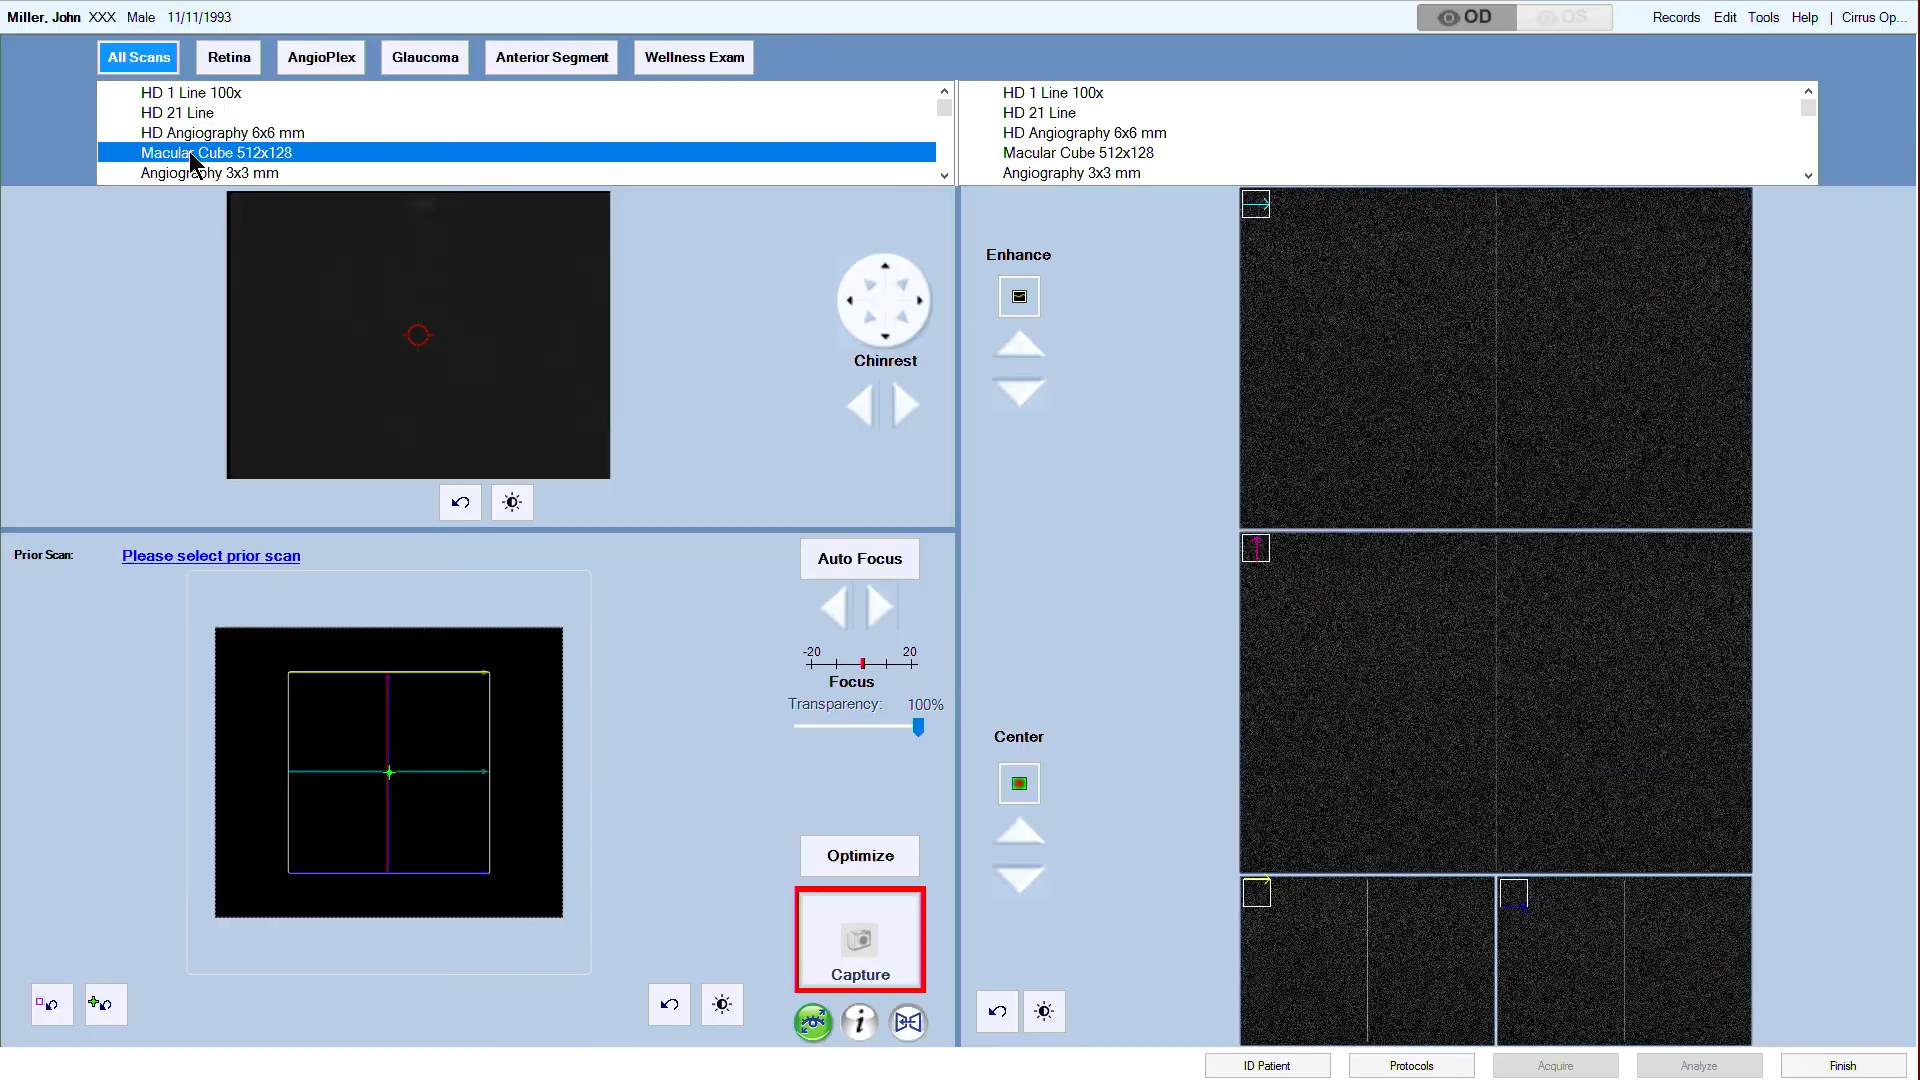 Miller, John XXX Male 11/11/1993
OD
OS
Records Edit Tools Help | Cirrus Op...
All Scans Retina AngioPlex Glaucoma Anterior Segment Wellness Exam
HD 1 Line 100x
HD 21 Line
HD Angiography 6x6 mm
Macular Cube 512x128
Angiography 3x3 mm
HD 1 Line 100x
HD 21 Line
HD Angiography 6x6 mm
Macular Cube 512x128
Angiography 3x3 mm
Chinrest
Enhance
Prior Scan: Please select prior scan
Auto Focus
-20 20
Focus
Transparency: 100%
Center
Optimize
Capture
ID Patient Protocols Acquire Analyze Finish